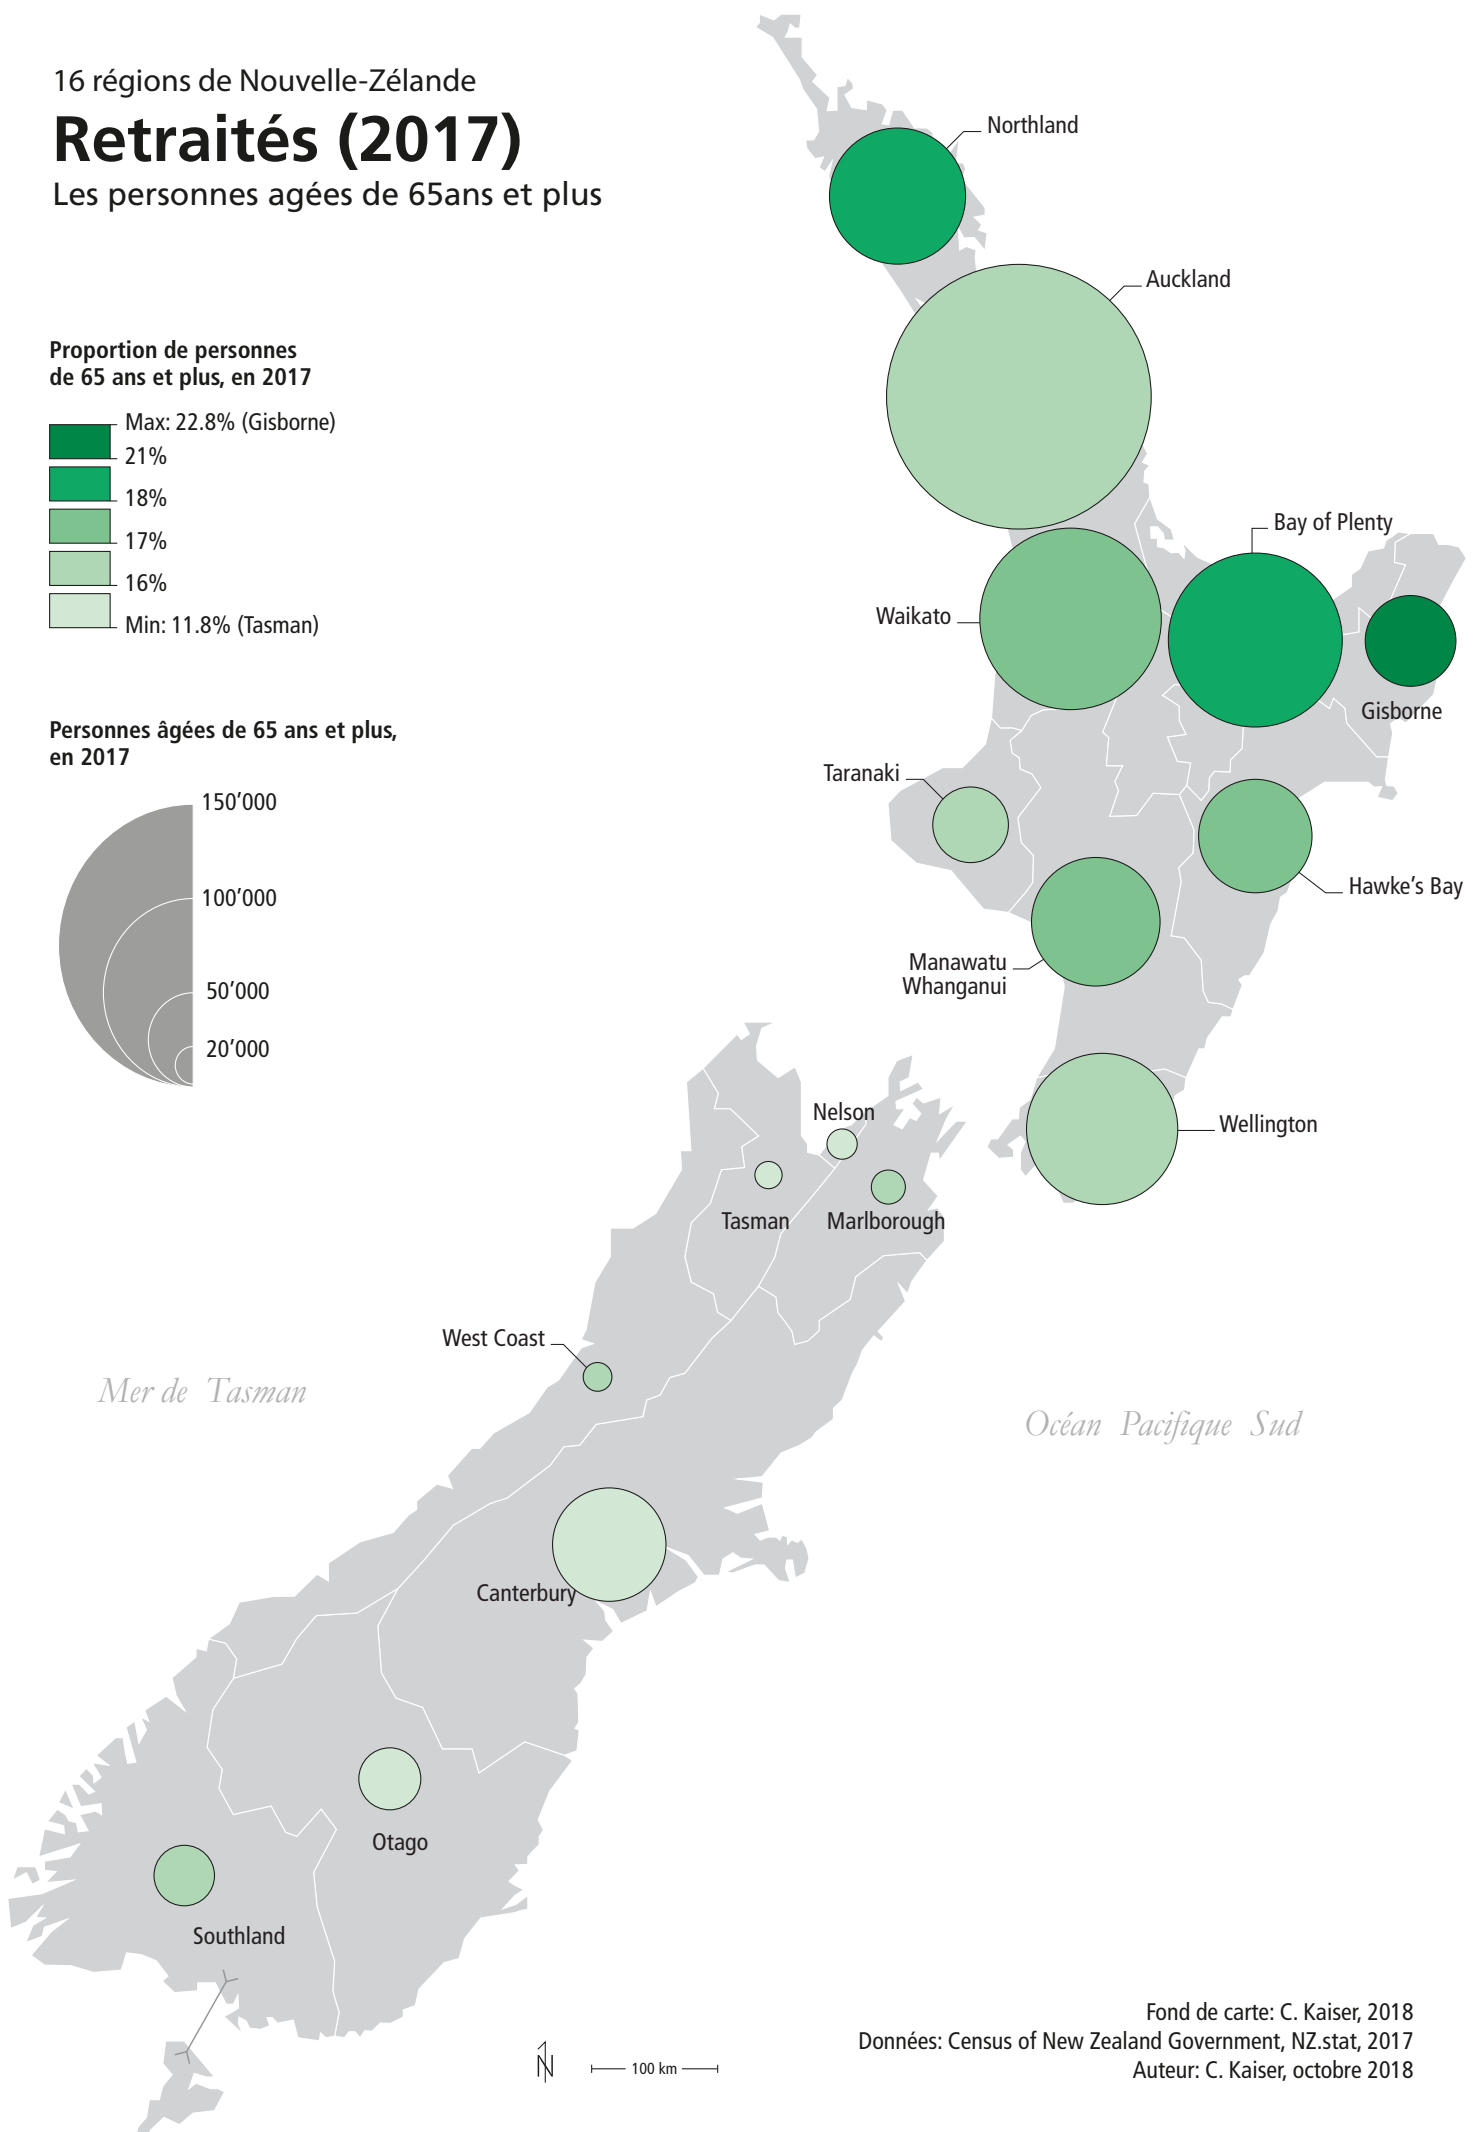 16 régions de Nouvelle-Zélande
Retraités (2017)
Les personnes agées de 65ans et plus
Proportion de personnes
de 65 ans et plus, en 2017
Max: 22.8% (Gisborne)
21%
18%
17%
16%
Min: 11.8% (Tasman)
Personnes âgées de 65 ans et plus,
en 2017
150’000
100’000
50’000
20’000
Northland
Auckland
Bay of Plenty
Waikato
Gisborne
Taranaki
Hawke’s Bay
Manawatu
Whanganui
Wellington
Nelson
Tasman
Marlborough
West Coast
Mer de Tasman
Océan Pacifique Sud
Canterbury
Otago
Southland
N
100 km
Fond de carte: C. Kaiser, 2018
Données: Census of New Zealand Government, NZ.stat, 2017
Auteur: C. Kaiser, octobre 2018